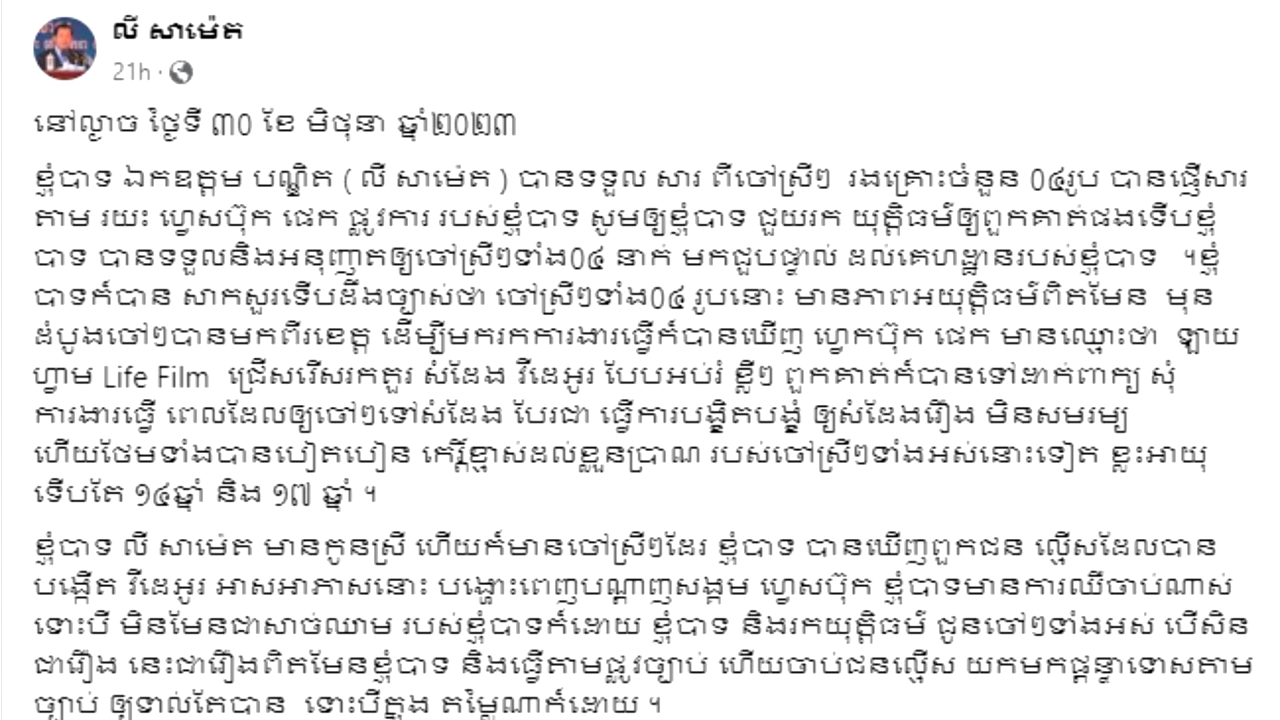 លី សាម៉េត
21h ·
នៅល្ងាច ថ្ងៃទី ៣០ ខែ មិថុនា ឆ្នាំ២០២៣
ខ្ញុំបាទ ឯកឧត្តម បណ្ឌិត ( លី សាម៉េត ) បានទទួល សារ ពីចៅស្រីៗ រងគ្រោះចំនួន ០៤រូប បានផ្ញើសារ
តាម រយះ ហ្វេសប៊ុក ផេក ផ្លូវការ របស់ខ្ញុំបាទ សូមឲ្យខ្ញុំបាទ ជួយរក យុត្តិធម៌ឲ្យពួកគាត់ផងទើបខ្ញុំ
បាទ បានទទួលនិងអនុញ្ញាតឲ្យចៅស្រីៗទាំង០៤ នាក់ មកជួបផ្ទាល់ ដល់គេហដ្ឋានរបស់ខ្ញុំបាទ ។ខ្ញុំ
បាទក៏បាន សាកសួរទើបដឹងច្បាស់ថា ចៅស្រីៗទាំង០៤ រូបនោះ មានភាពអយុត្តិធម៌ពិតមែន មុន
ដំបូងចៅៗបានមកពីរខេត្ត ដើម្បីមករកការងារធ្វើក៏បានឃើញ ហ្វេកប៊ុក ផេក មានឈ្មោះថា ឡាយ
ហ្វាម Life Film ជ្រើសរើសរកតួរ សំដែង វីដេអូរ បែបអប់រំ ខ្លីៗ ពួកគាត់ក៏បានទៅដាក់ពាក្យ សុំ
ការងារធ្វើ ពេលដែលឲ្យចៅៗទៅសំដែង បែរជា ធ្វើការបង្ខិតបង្ខំ ឲ្យសំដែងរឿង មិនសមរម្យ
ហើយថែមទាំងបានបៀតបៀន កេរ្តិ៍ខ្មាស់ដល់ខ្លួនប្រាណ របស់ចៅស្រីៗទាំងអស់នោះទៀត ខ្លះអាយុ
ទើបតែ ១៤ឆ្នាំ និង ១៧ ឆ្នាំ ។
ខ្ញុំបាទ លី សាម៉េត មានកូនស្រី ហើយក៏មានចៅស្រីៗដែរ ខ្ញុំបាទ បានឃើញពួកជន ល្មើសដែលបាន
បង្កើត វីដេអូរ អាសអាភាសនោះ បង្ហោះពេញបណ្តាញសង្គម ហ្វេសប៊ុក ខ្ញុំបាទមានការឈឺចាប់ណាស់
ទោះបី មិនមែនជាសាច់ឈាម របស់ខ្ញុំបាទក៏ដោយ ខ្ញុំបាទ និងរកយុត្តិធម៌ ជូនចៅៗទាំងអស់ បើសិន
ជារឿង នេះជារឿងពិតមែនខ្ញុំបាទ និងធ្វើតាមផ្លូវច្បាប់ ហើយចាប់ជនល្មើស យកមកផ្តន្ទាទោសតាម
ច្បាប់ ឲ្យទាល់តែបាន ទោះបីក្នុង តម្លៃណាក៏ដោយ ។